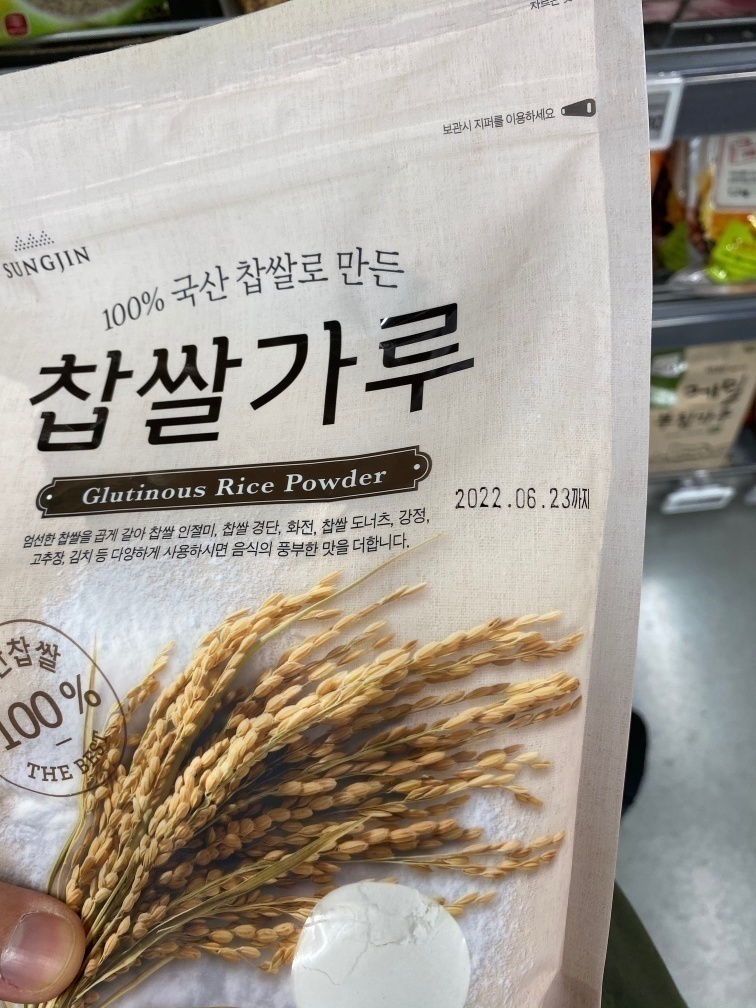 보관시 지퍼를 이용하세요
SUNGJIN
100% 국산 찹쌀로 만든
찹쌀가루
Glutinous Rice Powder
2022.06.23까지
엄선한 찹쌀을 곱게 갈아 찹쌀 인절미, 찹쌀 경단, 화전, 찹쌀 도너츠, 강정,
고추장, 김치 등 다양하게 사용하시면 음식의 풍부한 맛을 더합니다.
찹쌀
100%
THE BEST